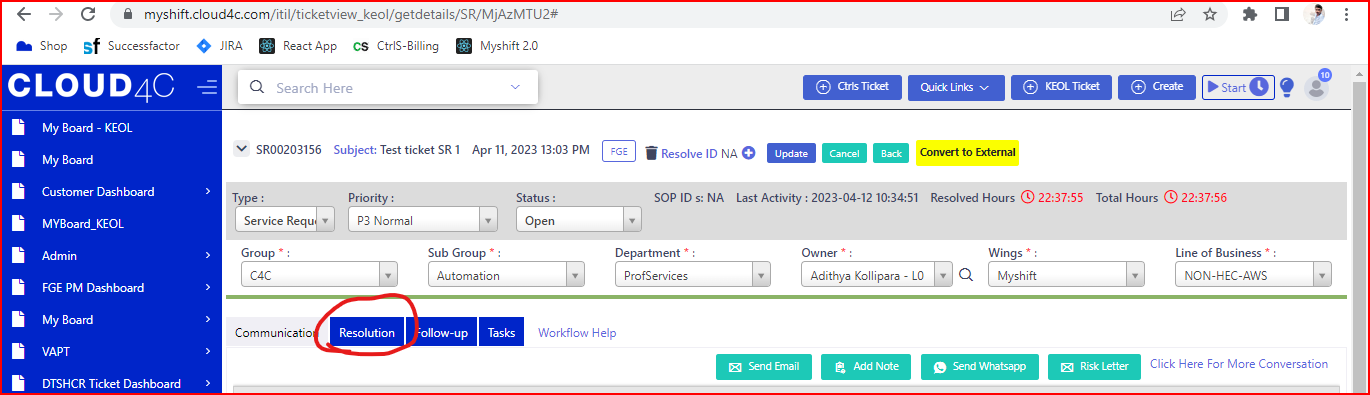 myshift.cloud4c.com/itil/ticketview_keol/getdetails/SR/MjAzMTU2#
Shop Successfactor JIRA React App CS CtrlS-Billing Myshift 2.0
CLOUD4C Search Here Ctrls Ticket Quick Links KEOL Ticket Create Start 10
My Board - KEOL
My Board
Customer Dashboard
MYBoard_KEOL
Admin
FGE PM Dashboard
My Board
VAPT
DTSHCR Ticket Dashboard
SR00203156 Subject: Test ticket SR 1 Apr 11, 2023 13:03 PM FGE Resolve ID NA Update Cancel Back Convert to External
Type : Priority : Status : SOP ID s: NA Last Activity : 2023-04-12 10:34:51 Resolved Hours 22:37:55 Total Hours 22:37:56
Service Requ P3 Normal Open
Group * : Sub Group * : Department * : Owner * : Wings * : Line of Business * :
C4C Automation ProfServices Adithya Kollipara - L0 Myshift NON-HEC-AWS
Communication Resolution Follow-up Tasks Workflow Help
Send Email Add Note Send Whatsapp Risk Letter Click Here For More Conversation